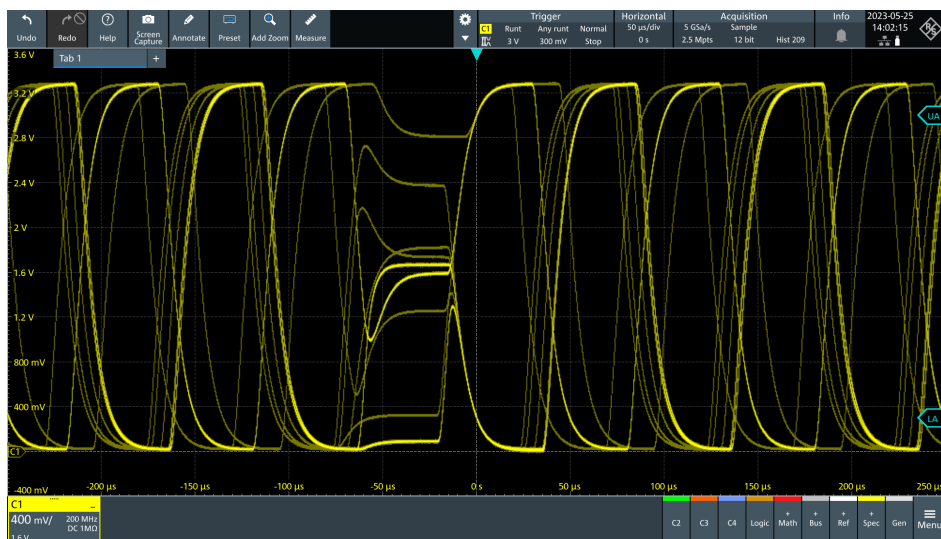 Undo
Redo
Help
Screen
Capture
Annotate
Preset
Add Zoom
Measure
C1
Trigger
Runt Any runt Normal
3 V 300 mV Stop
Horizontal
50 µs/div
0 s
Acquisition
5 GSa/s Sample
2.5 Mpts 12 bit Hist 209
Info
2023-05-25
14:02:15
R S
Tab 1 +
3.6 V
3.2 V
2.8 V
2.4 V
2 V
1.6 V
1.2 V
800 mV
400 mV
C1
-400 mV
UA
LA
-200 µs -150 µs -100 µs -50 µs 0 s 50 µs 100 µs 150 µs 200 µs 250 µs
C1
400 mV/ 200 MHz
DC 1MΩ
1.6 V
C2
C3
C4
Logic
+ Math
+ Bus
+ Ref
+ Spec
Gen
Menu